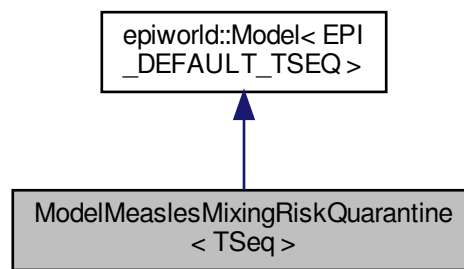 epiworld::Model< EPI
_DEFAULT_TSEQ >
ModelMeaslesMixingRiskQuarantine
< TSeq >